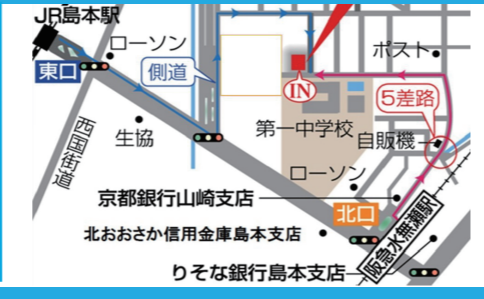 JR島本駅
ローソン
東口
側道
ポスト
IN
5差路
西国街道
生協
第一中学校
自販機
ローソン
京都銀行山崎支店
北口
北おおさか信用金庫島本支店
阪急水無瀬駅
りそな銀行島本支店